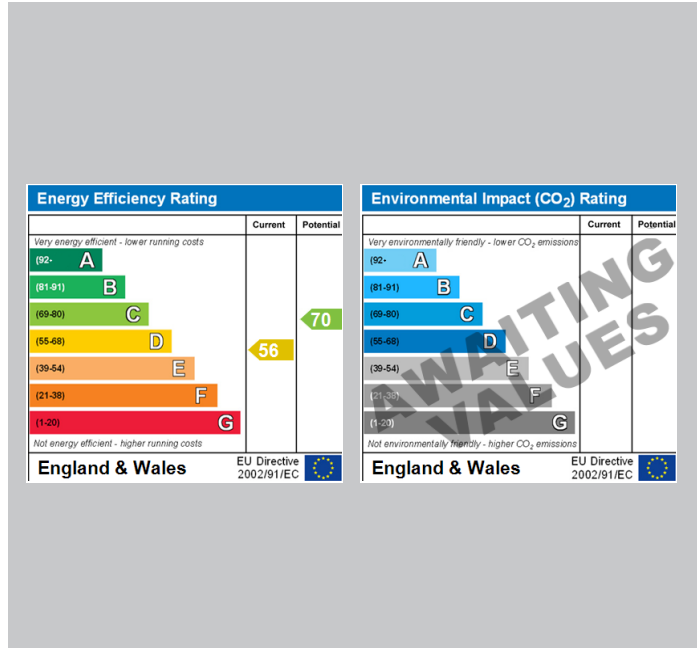 Energy Efficiency Rating
Current Potential
Very energy efficient - lower running costs
(92- A
(81-91) B
(69-80) C
70
(55-68) D
56
(39-54) E
(21-38) F
(1-20) G
Not energy efficient - higher running costs
England & Wales
EU Directive
2002/91/EC
Environmental Impact (CO2) Rating
Current Potential
Very environmentally friendly - lower CO2 emissions
(92- A
(81-91) B
(69-80) C
(55-68) D
(39-54) E
(21-38) F
(1-20) G
AWAITING
VALUES
Not environmentally friendly - higher CO2 emissions
England & Wales
EU Directive
2002/91/EC